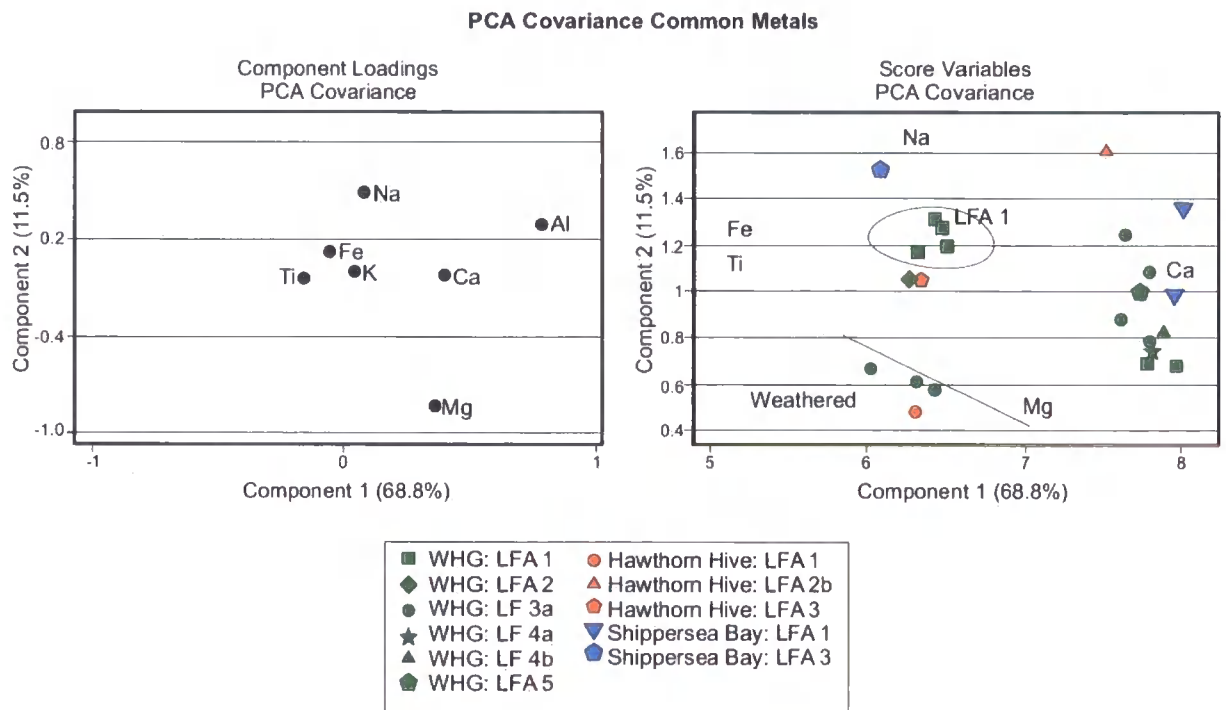 PCA Covariance Common Metals
Component Loadings
PCA Covariance
Component 2 (11.5%)
0.8
0.2
-0.4
-1.0
Na
Al
Fe
Ti
K
Ca
Mg
-1
0
1
Component 1 (68.8%)
Score Variables
PCA Covariance
Component 2 (11.5%)
1.6
1.4
1.2
1
0.8
0.6
0.4
Na
LFA 1
Fe
Ti
Ca
Weathered
Mg
5
6
7
8
Component 1 (68.8%)
WHG: LFA 1
WHG: LFA 2
WHG: LF 3a
WHG: LF 4a
WHG: LF 4b
WHG: LFA 5
Hawthorn Hive: LFA 1
Hawthorn Hive: LFA 2b
Hawthorn Hive: LFA 3
Shippersea Bay: LFA 1
Shippersea Bay: LFA 3